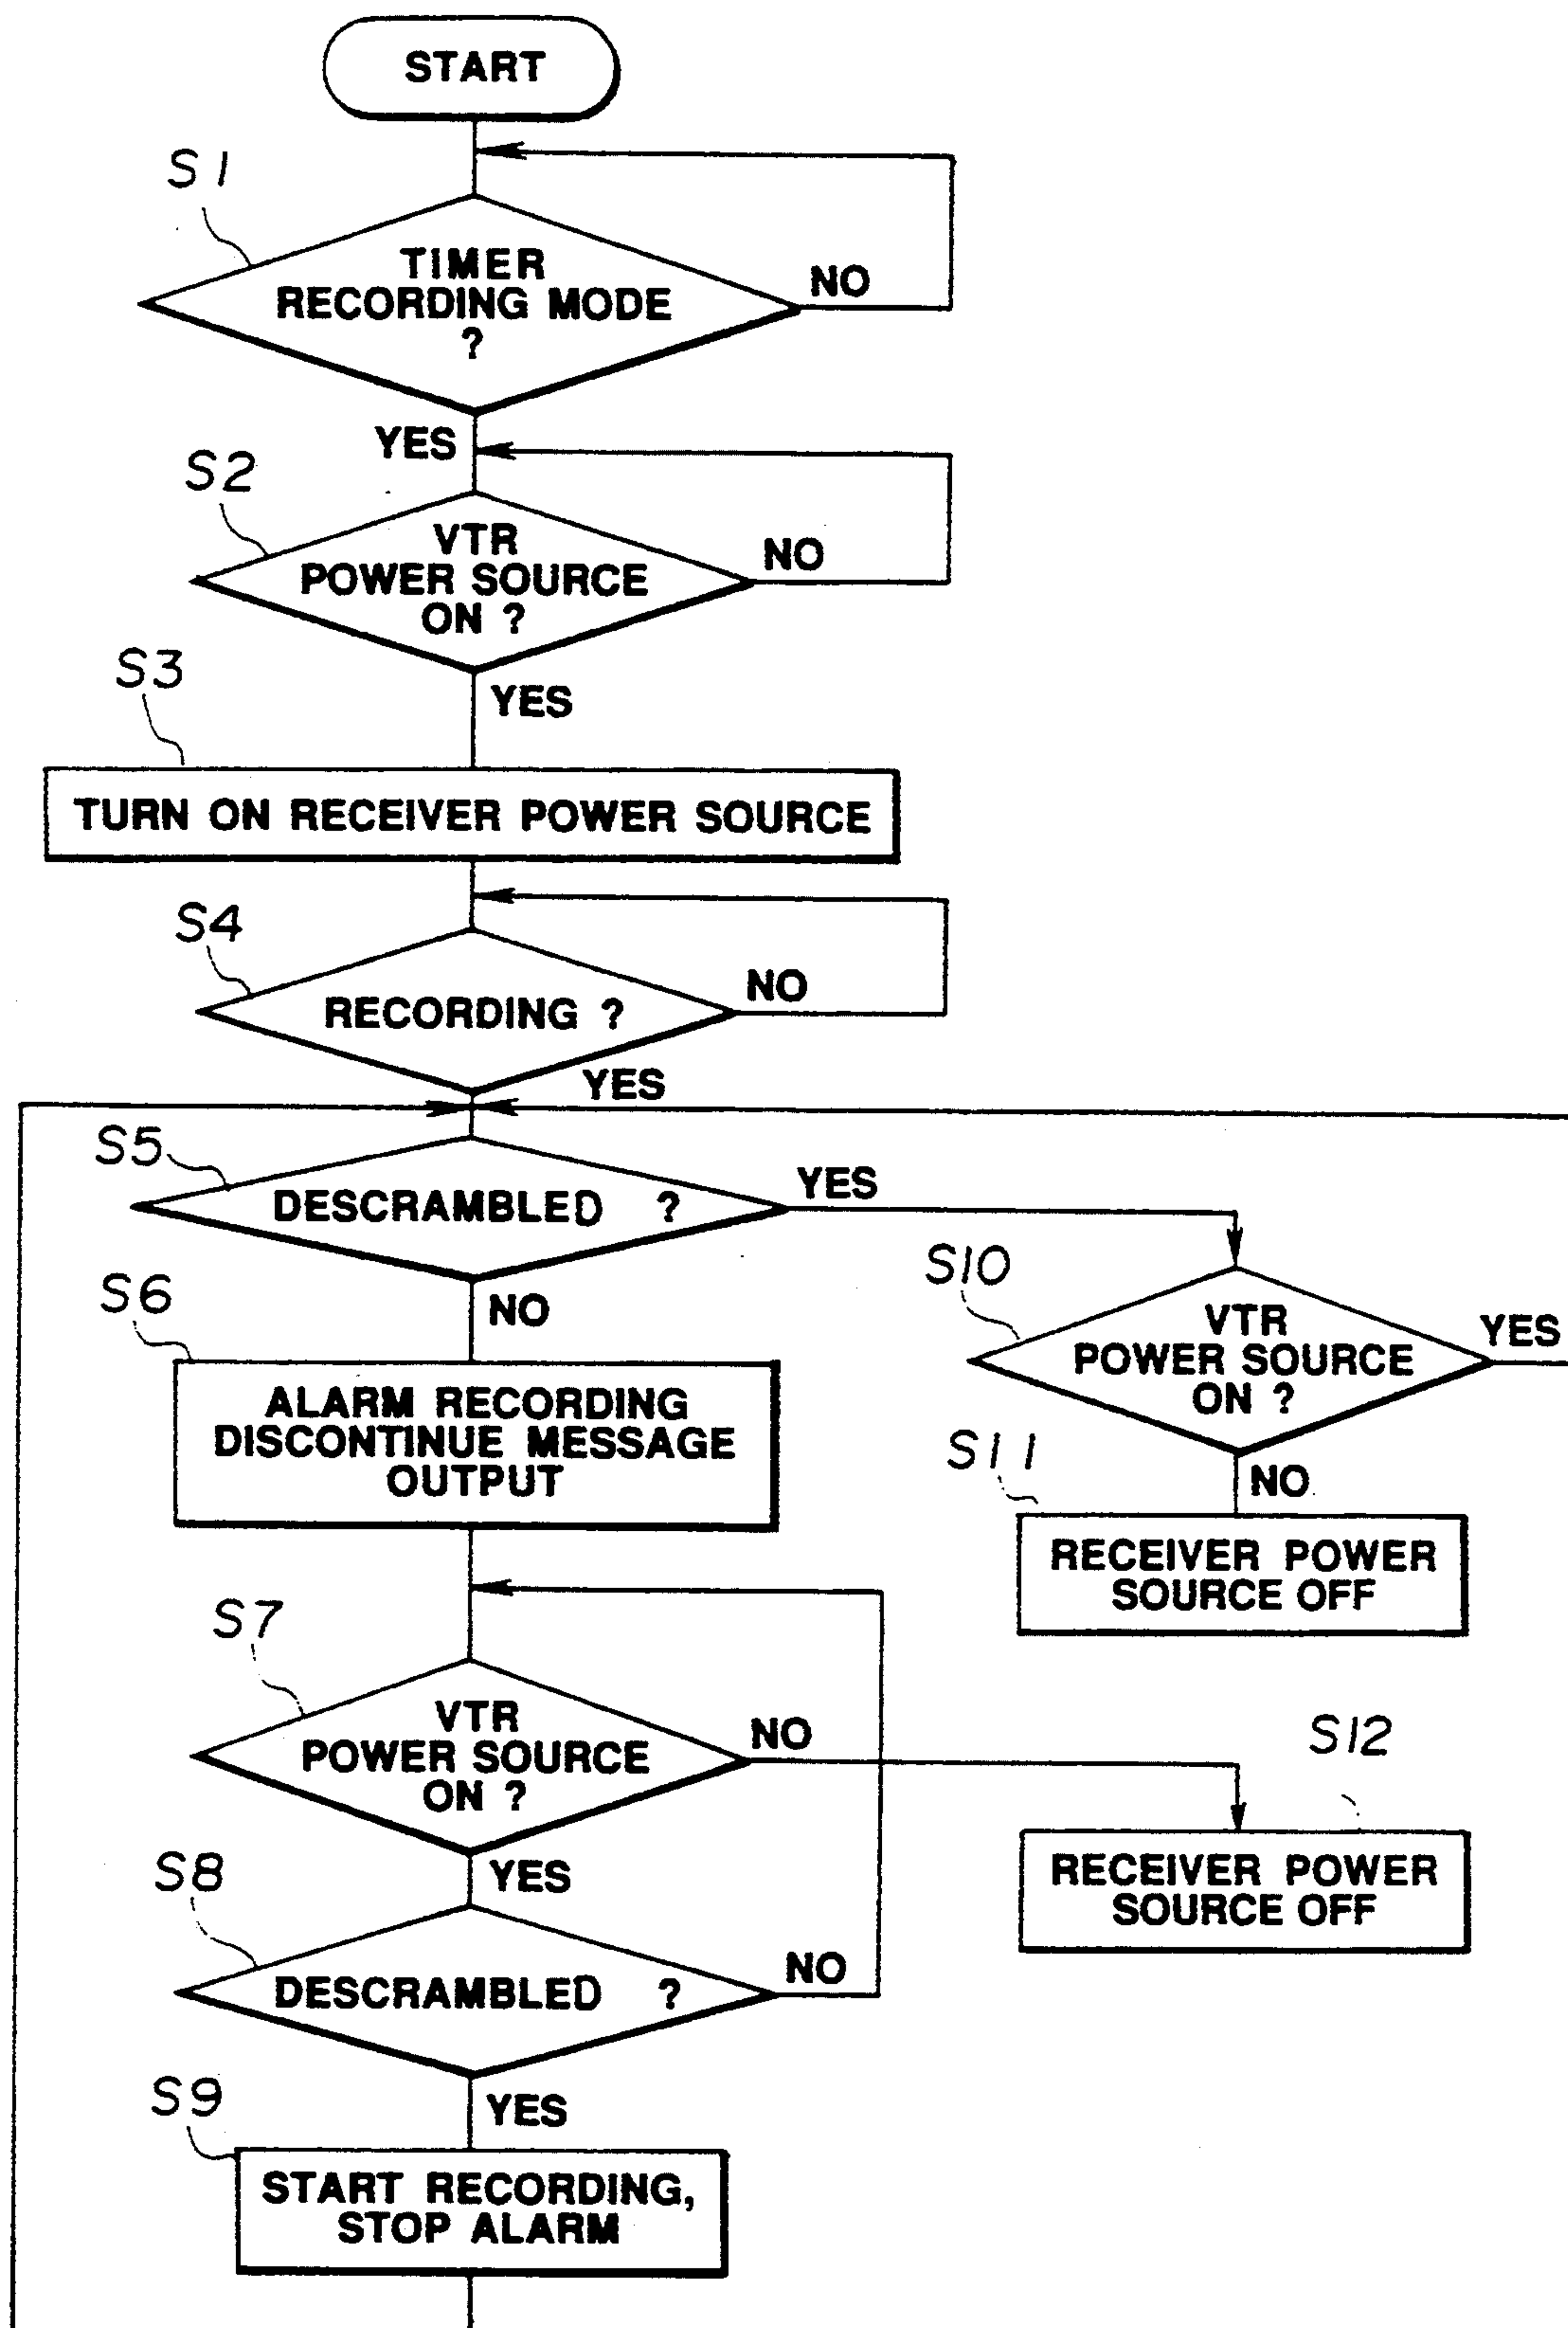 START
S1
TIMER
RECORDING MODE
?
NO
YES
S2
VTR
POWER SOURCE
ON ?
NO
YES
S3
TURN ON RECEIVER POWER SOURCE
S4
RECORDING ?
NO
YES
S5
DESCRAMBLED ?
YES
NO
S10
VTR
POWER SOURCE
ON ?
YES
NO
S11
RECEIVER POWER
SOURCE OFF
S6
ALARM RECORDING
DISCONTINUE MESSAGE
OUTPUT
S7
VTR
POWER SOURCE
ON ?
NO
YES
S12
RECEIVER POWER
SOURCE OFF
S8
DESCRAMBLED ?
NO
YES
S9
START RECORDING,
STOP ALARM